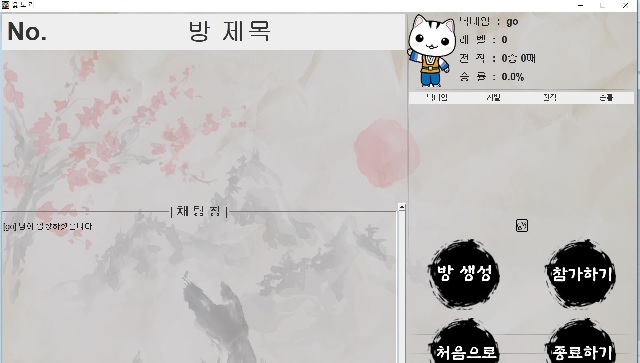 No. 방 제목
닉네임 : go
레 벨 : 0
전 적 : 0승 0패
승 률 : 0.0%
닉네임 레벨 전적 승률
| 채 팅 창 |
[go] 님이 입장하셨습니다
방 생성 참가하기
처음으로 종료하기